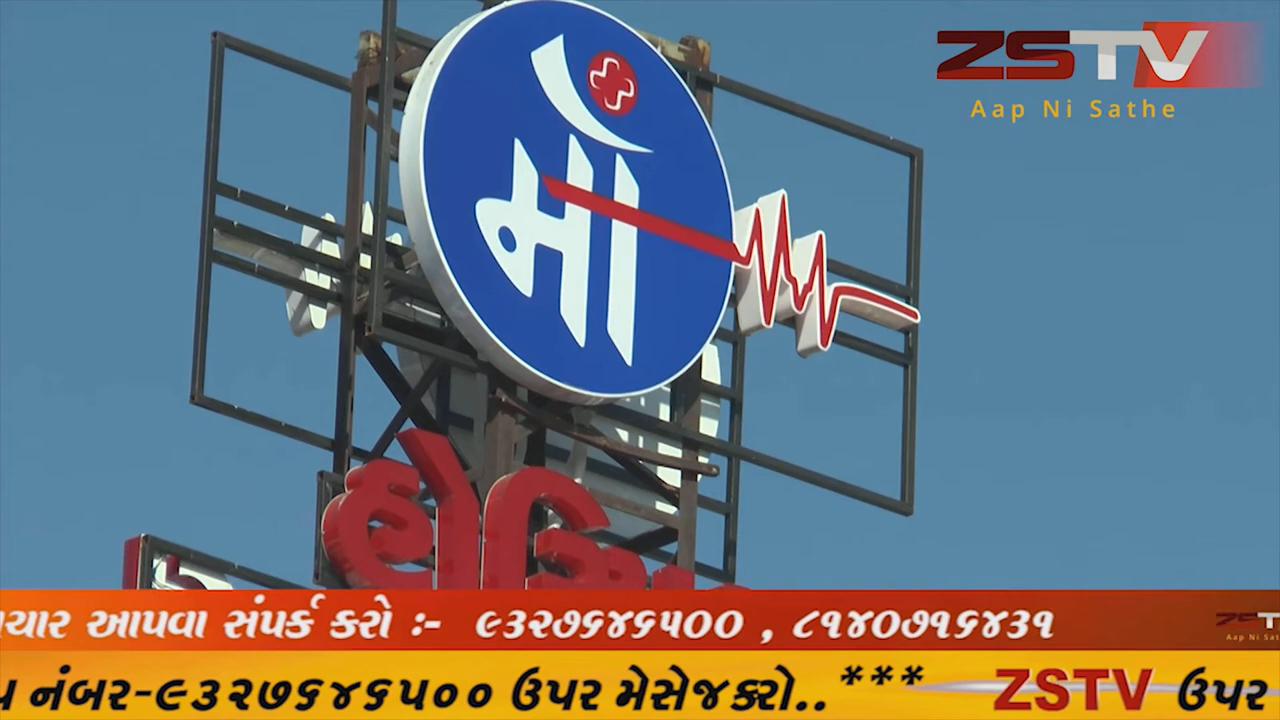 ZSTV
Aap Ni Sathe
માઁ
આપવા સંપર્ક કરો :- ૯૩૨૭૬૪૬૫૦૦ , ૮૧૪૦૭૧૬૪૩૧
નંબર-૯૩૨૭૬૪૬૫૦૦ ઉપર મેસેજ કરો.. *** ZSTV ઉપર